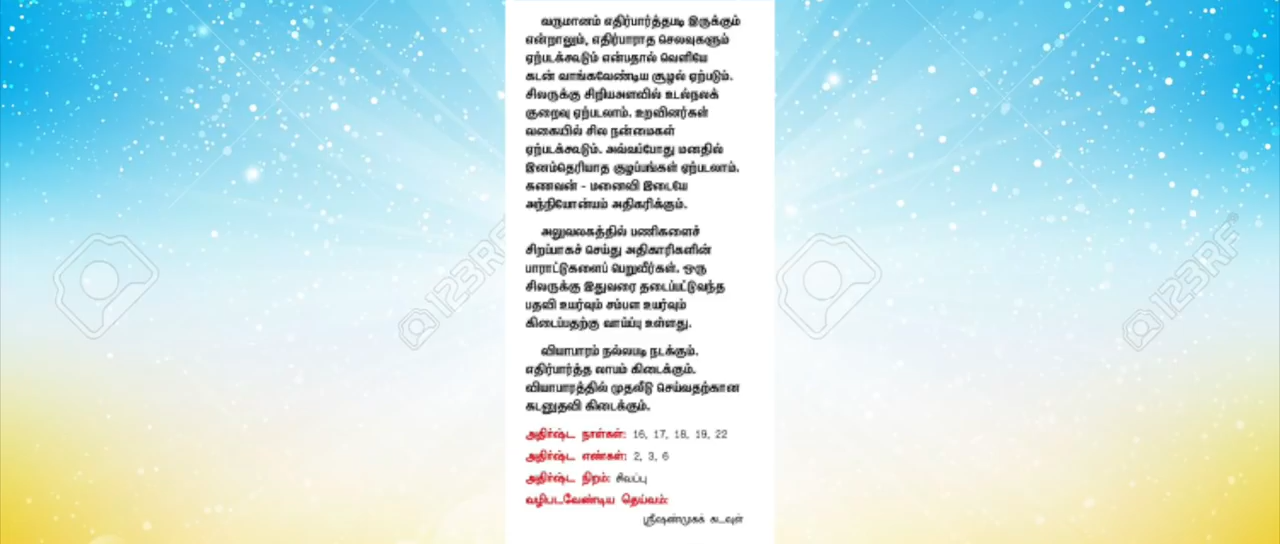 வருமானம் எதிர்பார்த்தபடி இருக்கும்
என்றாலும், எதிர்பாராத செலவுகளும்
ஏற்படக்கூடும் என்பதால் வெளியே
கடன் வாங்கவேண்டிய சூழல் ஏற்படும்.
சிலருக்கு சிறியஅளவில் உடல்நலக்
குறைவு ஏற்படலாம். உறவினர்கள்
வகையில் சில நன்மைகள்
ஏற்படக்கூடும். அவ்வப்போது மனதில்
இனம்தெரியாத குழப்பங்கள் ஏற்படலாம்.
கணவன் - மனைவி இடையே
அந்நியோன்யம் அதிகரிக்கும்.
அலுவலகத்தில் பணிகளைச்
சிறப்பாகச் செய்து அதிகாரிகளின்
பாராட்டுகளைப் பெறுவீர்கள். ஒரு
சிலருக்கு இதுவரை தடைப்பட்டுவந்த
பதவி உயர்வும் சம்பள உயர்வும்
கிடைப்பதற்கு வாய்ப்பு உள்ளது.
வியாபாரம் நல்லபடி நடக்கும்.
எதிர்பார்த்த லாபம் கிடைக்கும்.
வியாபாரத்தில் முதலீடு செய்வதற்கான
கடனுதவி கிடைக்கும்.
அதிர்ஷ்ட நாள்கள்: 16, 17, 18, 19, 22
அதிர்ஷ்ட எண்கள்: 2, 3, 6
அதிர்ஷ்ட நிறம்: சிவப்பு
வழிபடவேண்டிய தெய்வம்:
ஸ்ரீஷண்முகக் கடவுள்
©123RF
©123RF